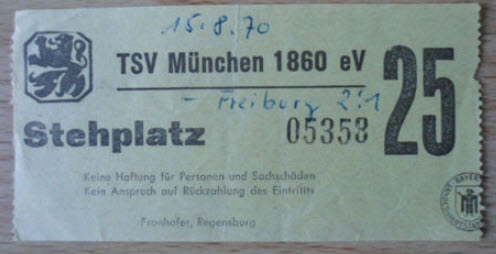 15.8.70
TSV München 1860 eV
- Freiburg 2:1
25
Stehplatz
05358
Keine Haftung für Personen und Sachschäden
Kein Anspruch auf Rückzahlung des Eintritts
Fronhofer, Regensburg